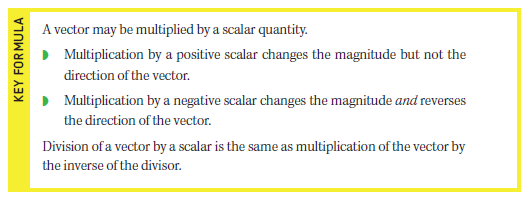 KEY FORMULA
A vector may be multiplied by a scalar quantity.
Multiplication by a positive scalar changes the magnitude but not the
direction of the vector.
Multiplication by a negative scalar changes the magnitude and reverses
the direction of the vector.
Division of a vector by a scalar is the same as multiplication of the vector by
the inverse of the divisor.